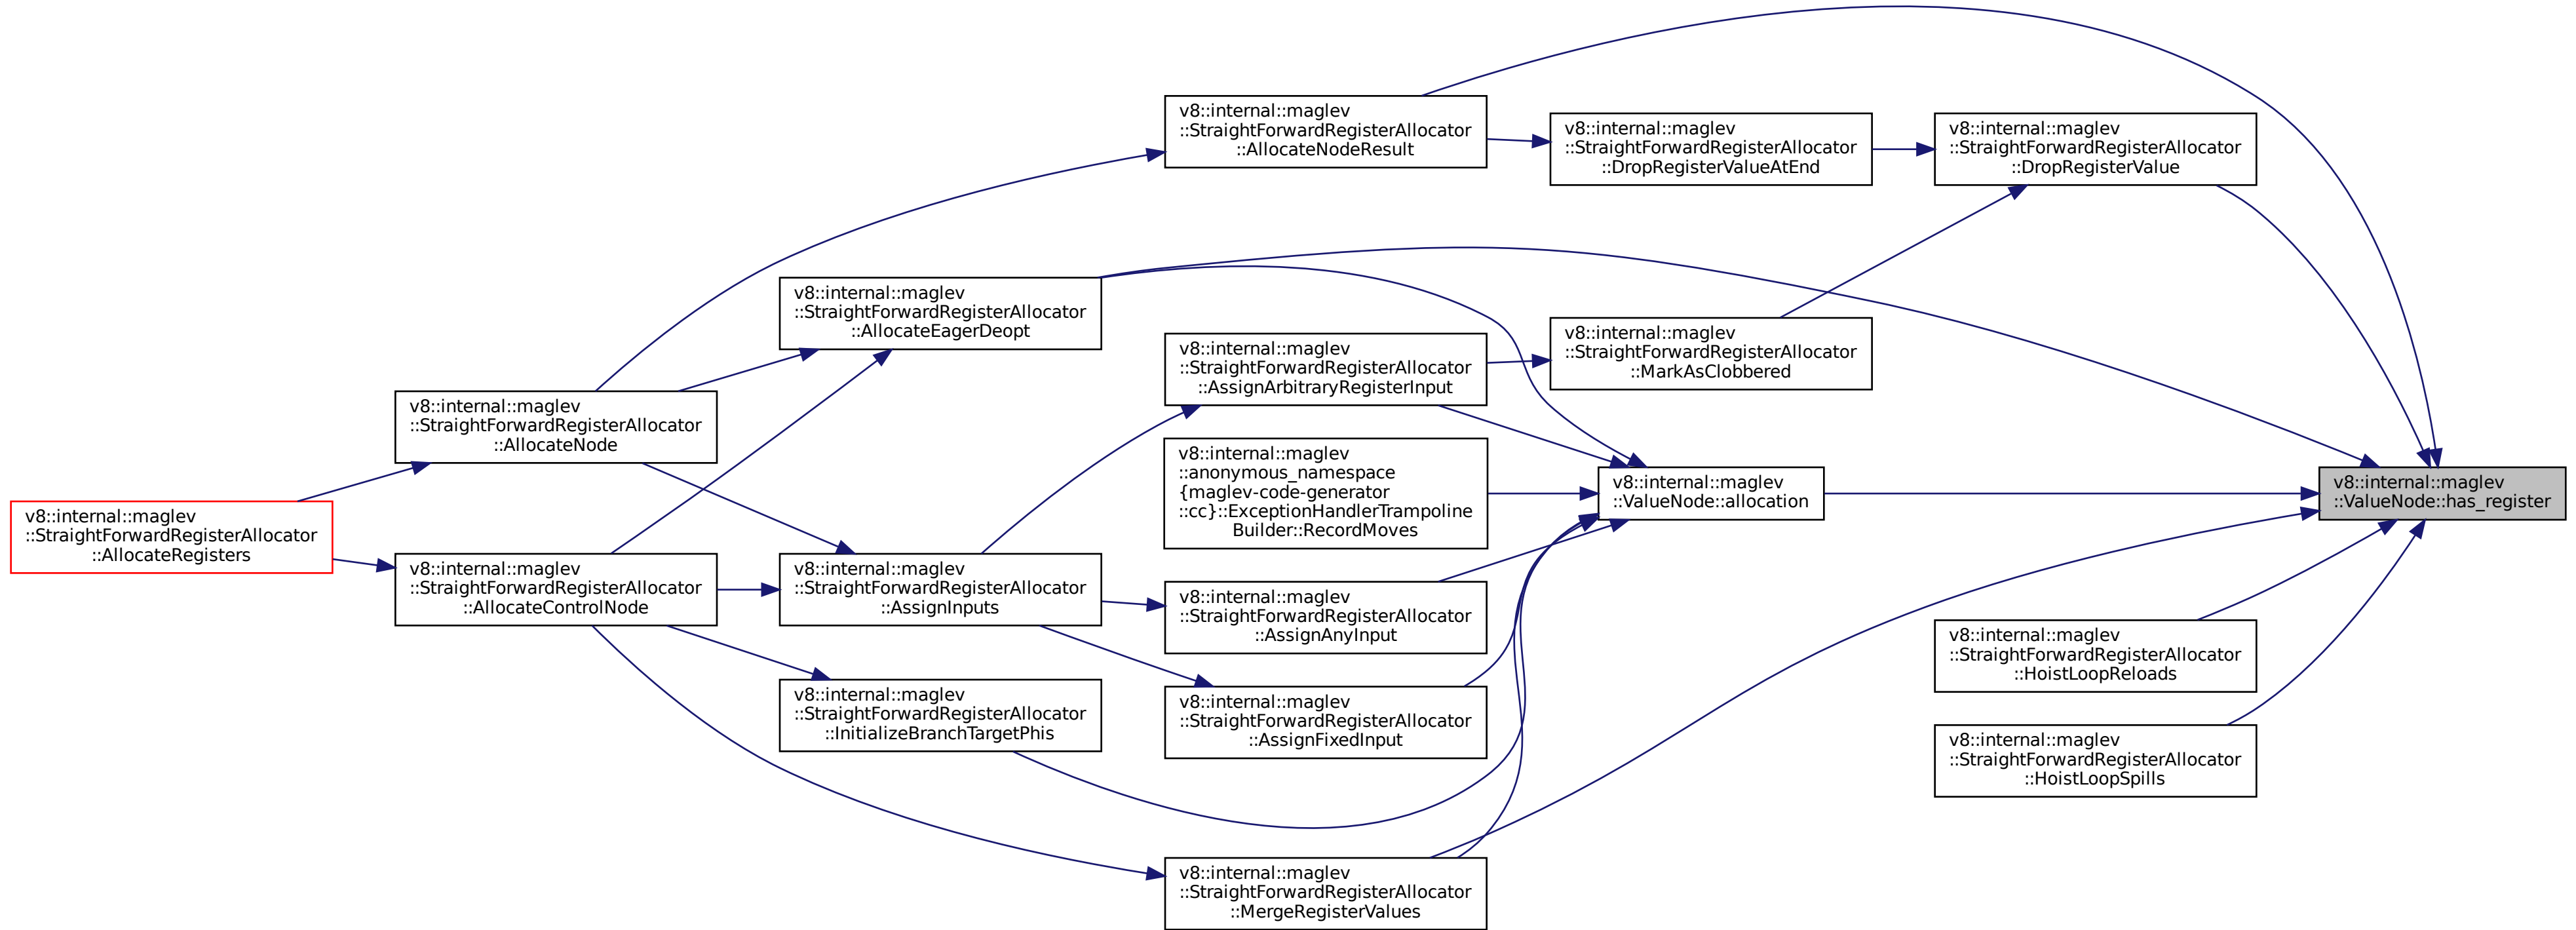 v8::internal::maglev
::StraightForwardRegisterAllocator
::AllocateNodeResult
v8::internal::maglev
::StraightForwardRegisterAllocator
::DropRegisterValueAtEnd
v8::internal::maglev
::StraightForwardRegisterAllocator
::DropRegisterValue
v8::internal::maglev
::StraightForwardRegisterAllocator
::AllocateEagerDeopt
v8::internal::maglev
::StraightForwardRegisterAllocator
::AssignArbitraryRegisterInput
v8::internal::maglev
::StraightForwardRegisterAllocator
::MarkAsClobbered
v8::internal::maglev
::StraightForwardRegisterAllocator
::AllocateNode
v8::internal::maglev
::anonymous_namespace
{maglev-code-generator
::cc}::ExceptionHandlerTrampoline
Builder::RecordMoves
v8::internal::maglev
::ValueNode::allocation
v8::internal::maglev
::ValueNode::has_register
v8::internal::maglev
::StraightForwardRegisterAllocator
::AllocateRegisters
v8::internal::maglev
::StraightForwardRegisterAllocator
::AllocateControlNode
v8::internal::maglev
::StraightForwardRegisterAllocator
::AssignInputs
v8::internal::maglev
::StraightForwardRegisterAllocator
::AssignAnyInput
v8::internal::maglev
::StraightForwardRegisterAllocator
::HoistLoopReloads
v8::internal::maglev
::StraightForwardRegisterAllocator
::InitializeBranchTargetPhis
v8::internal::maglev
::StraightForwardRegisterAllocator
::AssignFixedInput
v8::internal::maglev
::StraightForwardRegisterAllocator
::HoistLoopSpills
v8::internal::maglev
::StraightForwardRegisterAllocator
::MergeRegisterValues